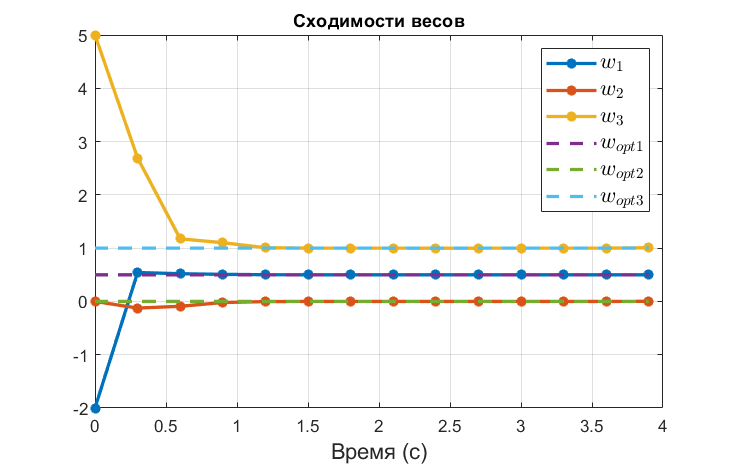 Сходимости весов
5
4
3
2
1
0
-1
-2
0 0.5 1 1.5 2 2.5 3 3.5 4
Время (с)
w1
w2
w3
wopt1
wopt2
wopt3